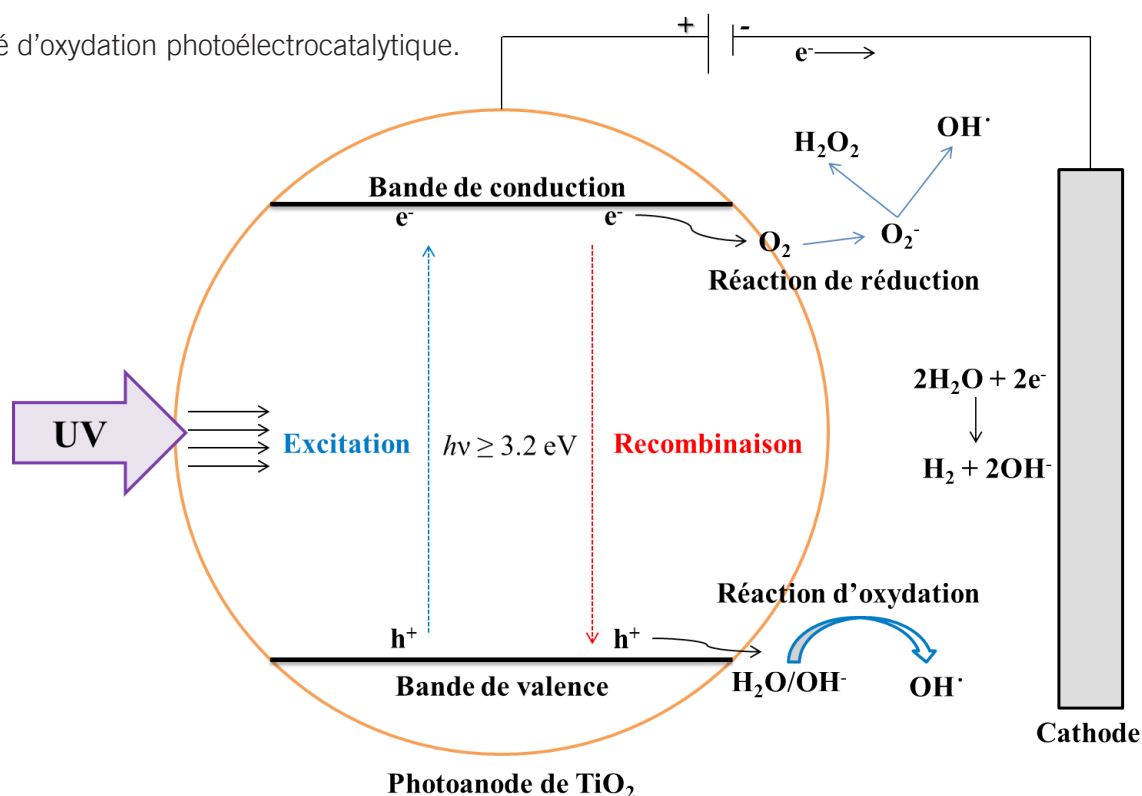 é d’oxydation photoélectrocatalytique.
+ -
e⁻
H₂O₂
OH˙
Bande de conduction
e⁻ e⁻
O₂
O₂⁻
Réaction de réduction
2H₂O + 2e⁻
UV
Excitation
hν ≥ 3.2 eV
Recombinaison
H₂ + 2OH⁻
Réaction d’oxydation
h⁺ h⁺
H₂O/OH⁻
OH˙
Bande de valence
Cathode
Photoanode de TiO₂